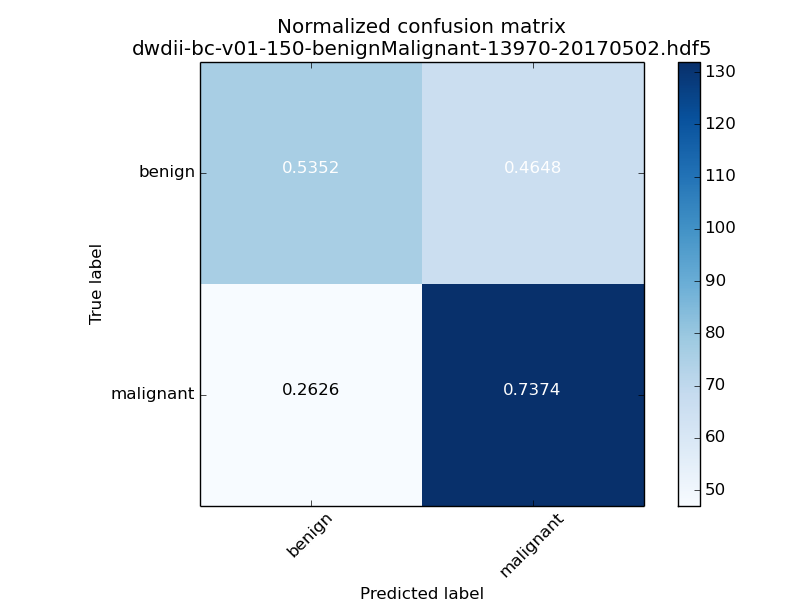 Normalized confusion matrix
dwdii-bc-v01-150-benignMalignant-13970-20170502.hdf5
130
120
110
100
90
80
70
60
50
True label
benign
0.5352
0.4648
malignant
0.2626
0.7374
benign
malignant
Predicted label